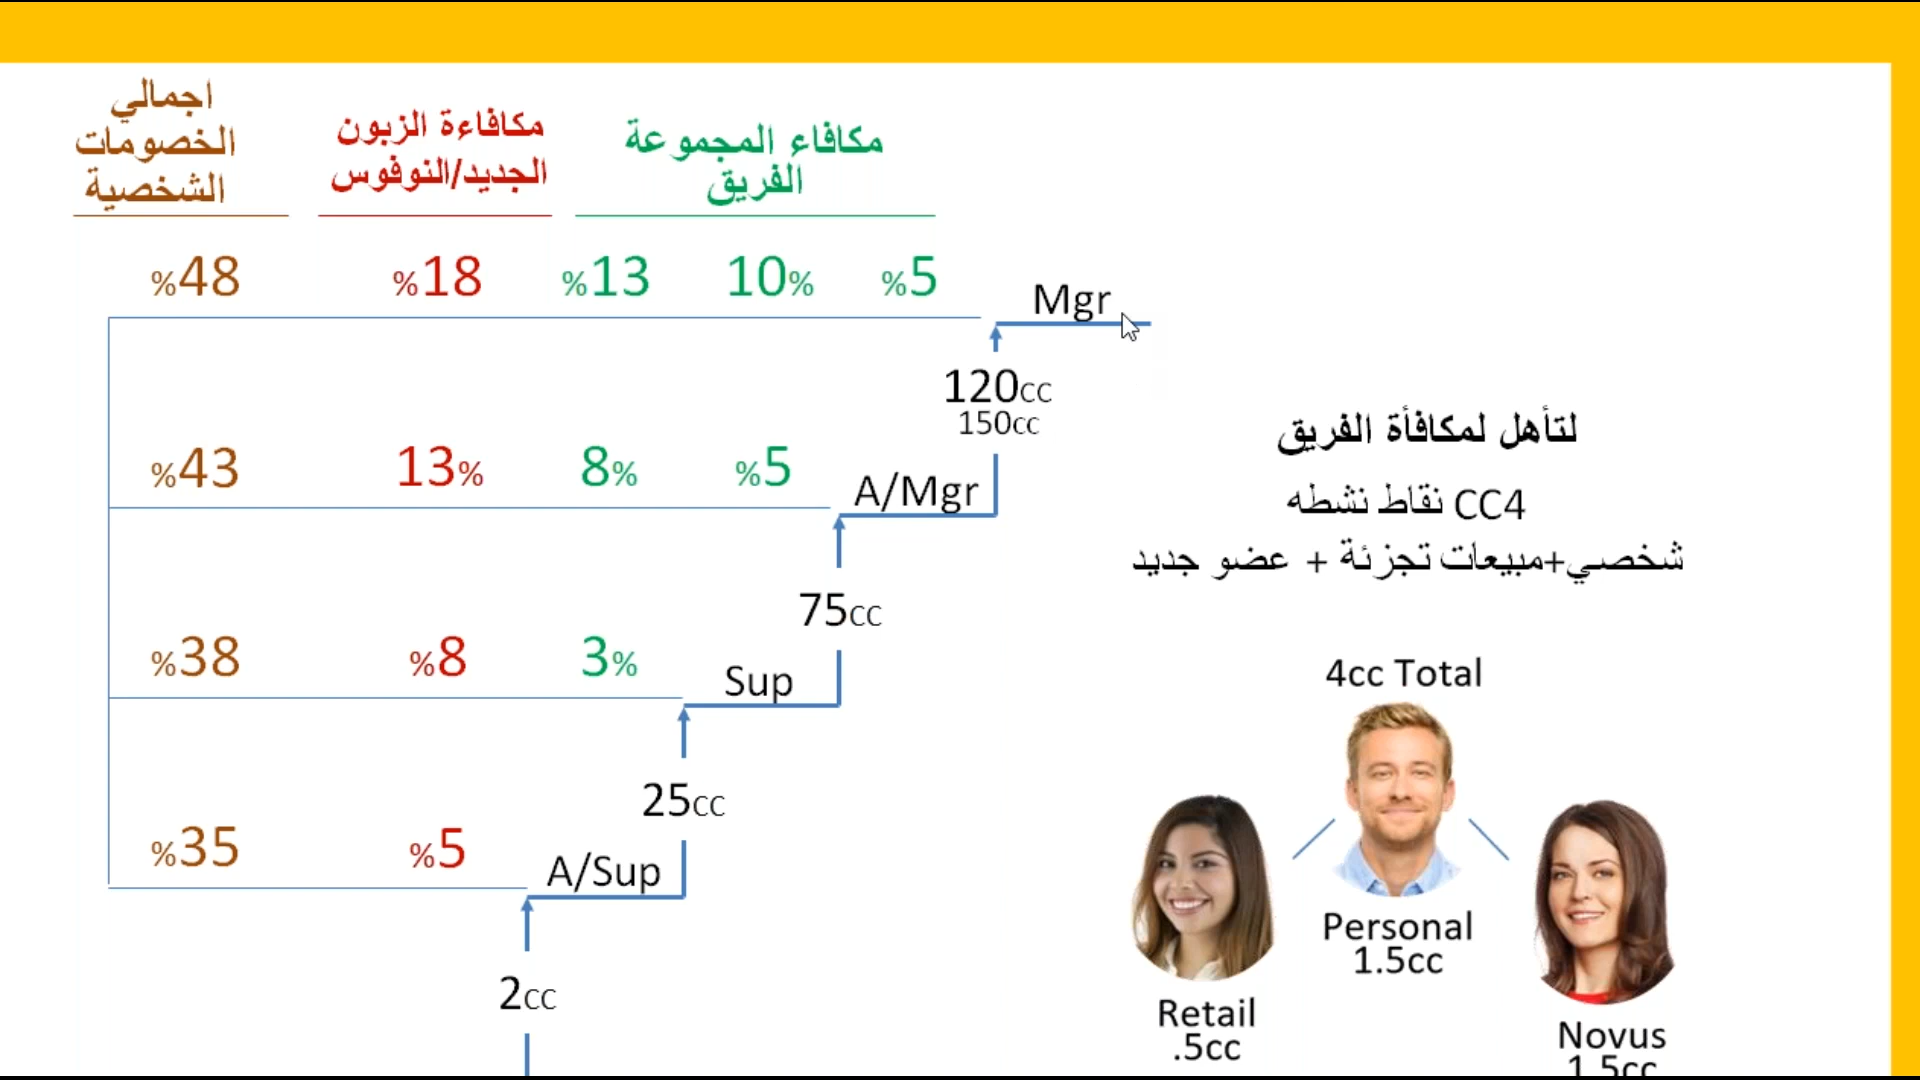 اجمالي
الخصومات
الشخصية
مكافاءة الزبون
الجديد/النوفوس
مكافاء المجموعة
الفريق
%48 %18 %13 10% %5
Mgr
120cc
150cc
%43 13% 8% %5
A/Mgr
75cc
%38 %8 3%
Sup
25cc
%35 %5
A/Sup
2cc
لتأهل لمكافأة الفريق
CC4 نقاط نشطه
شخصي+مبيعات تجزئة + عضو جديد
4cc Total
Personal
1.5cc
Retail
.5cc
Novus
1.5cc